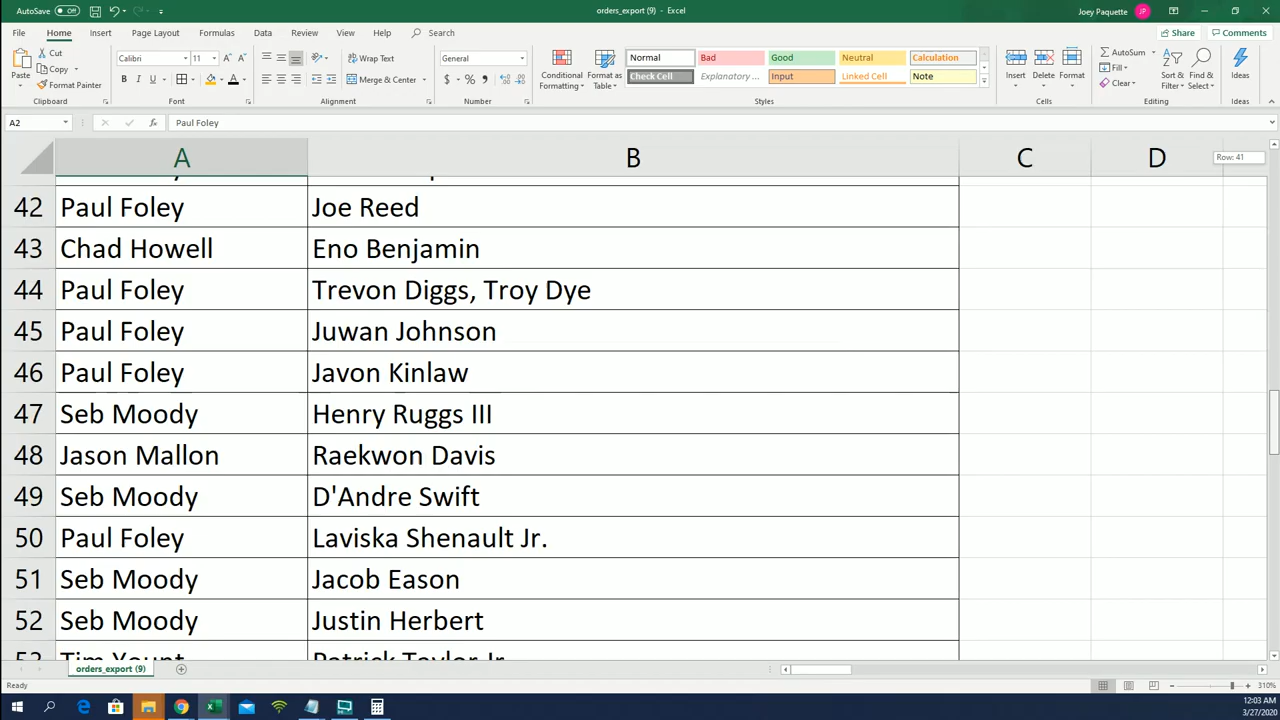 AutoSave Off orders_export (9) - Excel Joey Paquette JP
File Home Insert Page Layout Formulas Data Review View Help Search Share Comments
Paste Cut Copy Format Painter Clipboard
Calibri 11 B I U A A A Font
Wrap Text Merge & Center Alignment
General $ % , Number
Conditional Formatting Format as Table
Normal Bad Good Neutral Calculation
Check Cell Explanatory ... Input Linked Cell Note
Styles
Insert Delete Format Cells
AutoSum Fill Clear Sort & Filter Find & Select Editing
Ideas Ideas
A2 fx Paul Foley
A B C D Row: 41
42 Paul Foley Joe Reed
43 Chad Howell Eno Benjamin
44 Paul Foley Trevon Diggs, Troy Dye
45 Paul Foley Juwan Johnson
46 Paul Foley Javon Kinlaw
47 Seb Moody Henry Ruggs III
48 Jason Mallon Raekwon Davis
49 Seb Moody D'Andre Swift
50 Paul Foley Laviska Shenault Jr.
51 Seb Moody Jacob Eason
52 Seb Moody Justin Herbert
53 Tim Yount Patrick Taylor Jr.
orders_export (9)
Ready 310%
12:03 AM
3/27/2020